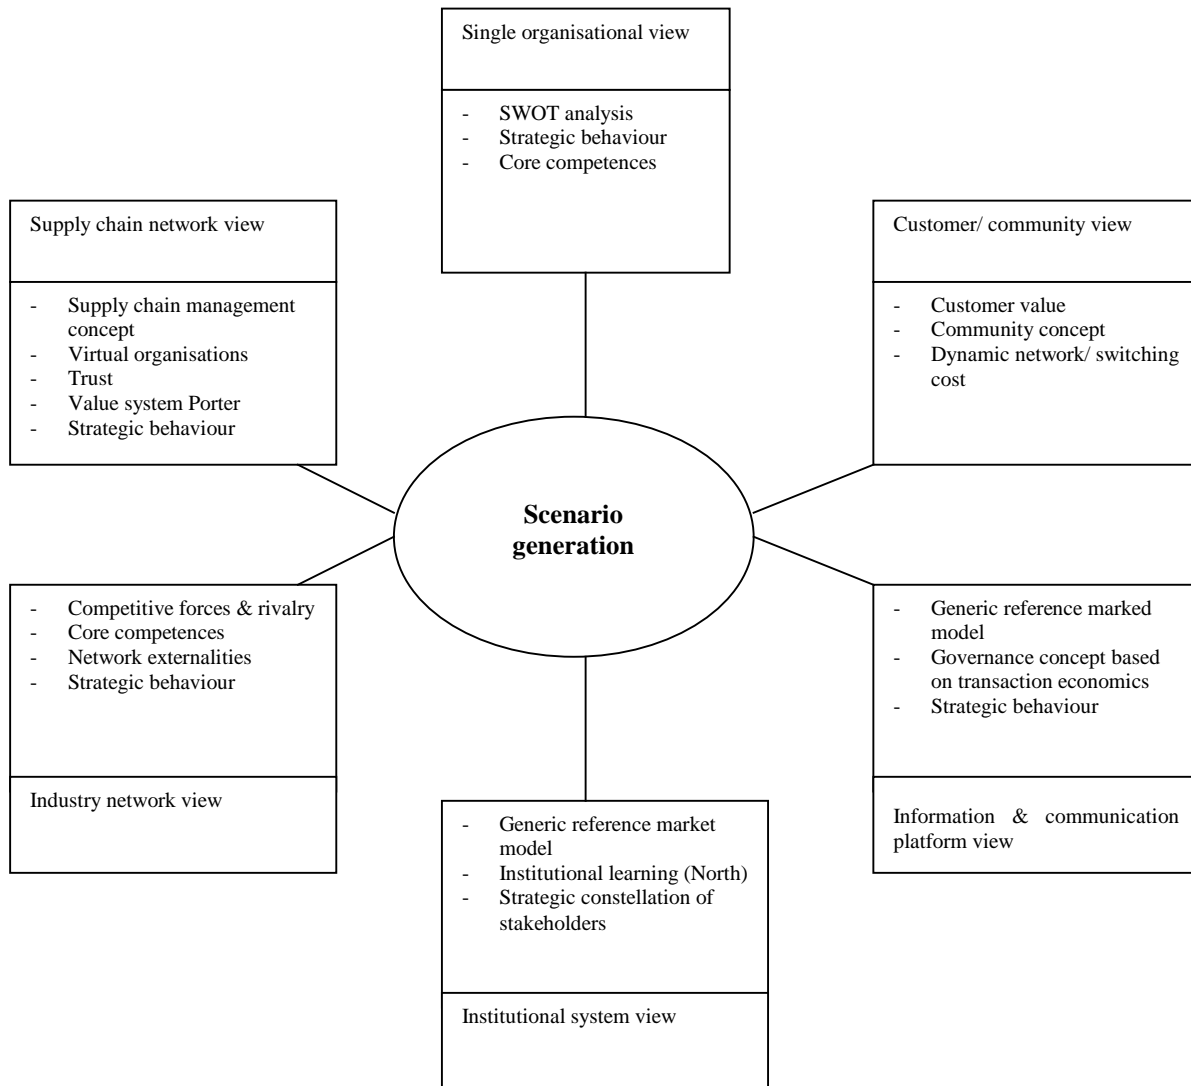 Single organisational view
- SWOT analysis
- Strategic behaviour
- Core competences
Supply chain network view
- Supply chain management
concept
- Virtual organisations
- Trust
- Value system Porter
- Strategic behaviour
Customer/ community view
- Customer value
- Community concept
- Dynamic network/ switching
cost
Scenario
generation
- Competitive forces & rivalry
- Core competences
- Network externalities
- Strategic behaviour
Industry network view
- Generic reference marked
model
- Governance concept based
on transaction economics
- Strategic behaviour
Information & communication
platform view
- Generic reference market
model
- Institutional learning (North)
- Strategic constellation of
stakeholders
Institutional system view